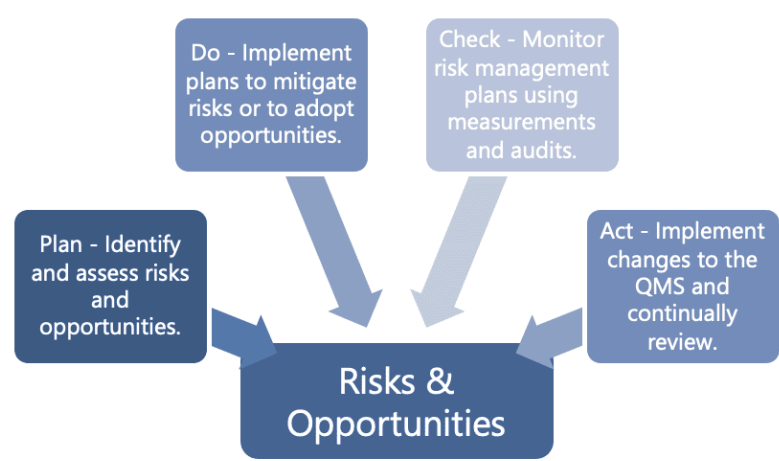 Plan - Identify
and assess risks
and
opportunities.
Do - Implement
plans to mitigate
risks or to adopt
opportunities.
Check - Monitor
risk management
plans using
measurements
and audits.
Act - Implement
changes to the
QMS and
continually
review.
Risks &
Opportunities